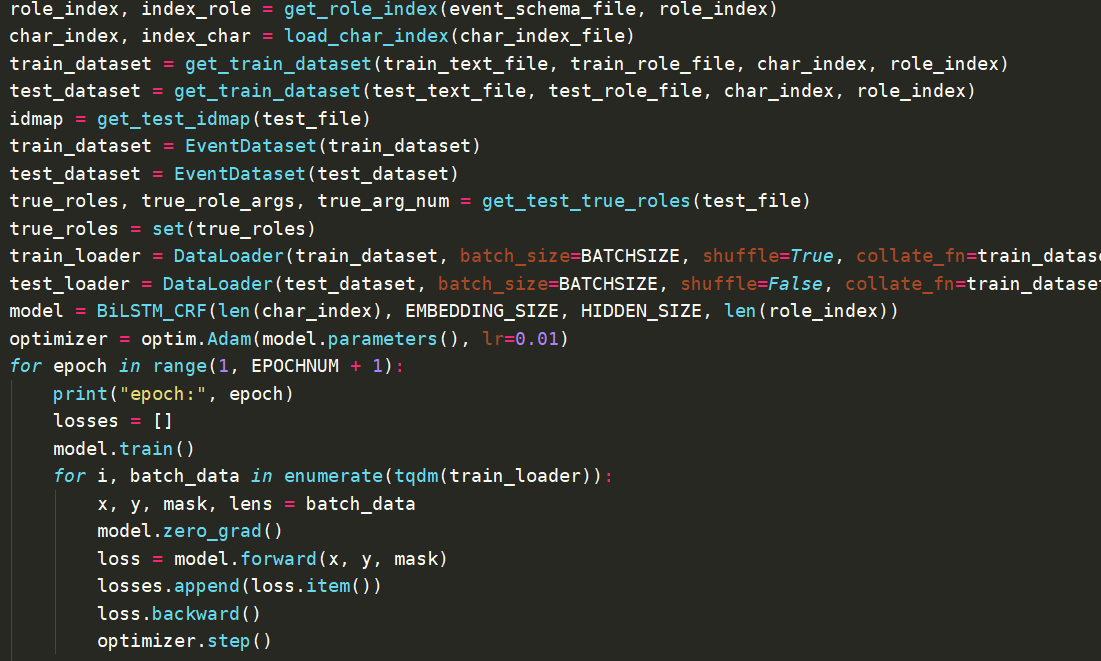 role_index, index_role = get_role_index(event_schema_file, role_index)
char_index, index_char = load_char_index(char_index_file)
train_dataset = get_train_dataset(train_text_file, train_role_file, char_index, role_index)
test_dataset = get_train_dataset(test_text_file, test_role_file, char_index, role_index)
idmap = get_test_idmap(test_file)
train_dataset = EventDataset(train_dataset)
test_dataset = EventDataset(test_dataset)
true_roles, true_role_args, true_arg_num = get_test_true_roles(test_file)
true_roles = set(true_roles)
train_loader = DataLoader(train_dataset, batch_size=BATCHSIZE, shuffle=True, collate_fn=train_datas
test_loader = DataLoader(test_dataset, batch_size=BATCHSIZE, shuffle=False, collate_fn=train_dataset
model = BiLSTM_CRF(len(char_index), EMBEDDING_SIZE, HIDDEN_SIZE, len(role_index))
optimizer = optim.Adam(model.parameters(), lr=0.01)
for epoch in range(1, EPOCHNUM + 1):
    print("epoch:", epoch)
    losses = []
    model.train()
    for i, batch_data in enumerate(tqdm(train_loader)):
        x, y, mask, lens = batch_data
        model.zero_grad()
        loss = model.forward(x, y, mask)
        losses.append(loss.item())
        loss.backward()
        optimizer.step()